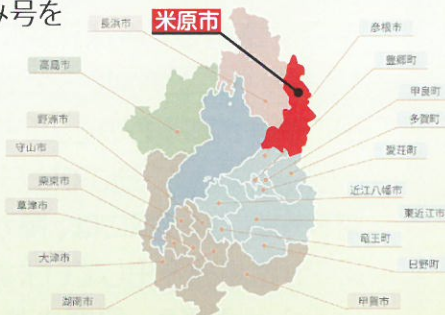 み号を
長浜市
米原市
彦根市
豊郷町
甲良町
多賀町
愛荘町
近江八幡市
東近江市
竜王町
日野町
甲賀市
高島市
野洲市
守山市
栗東市
草津市
大津市
湖南市